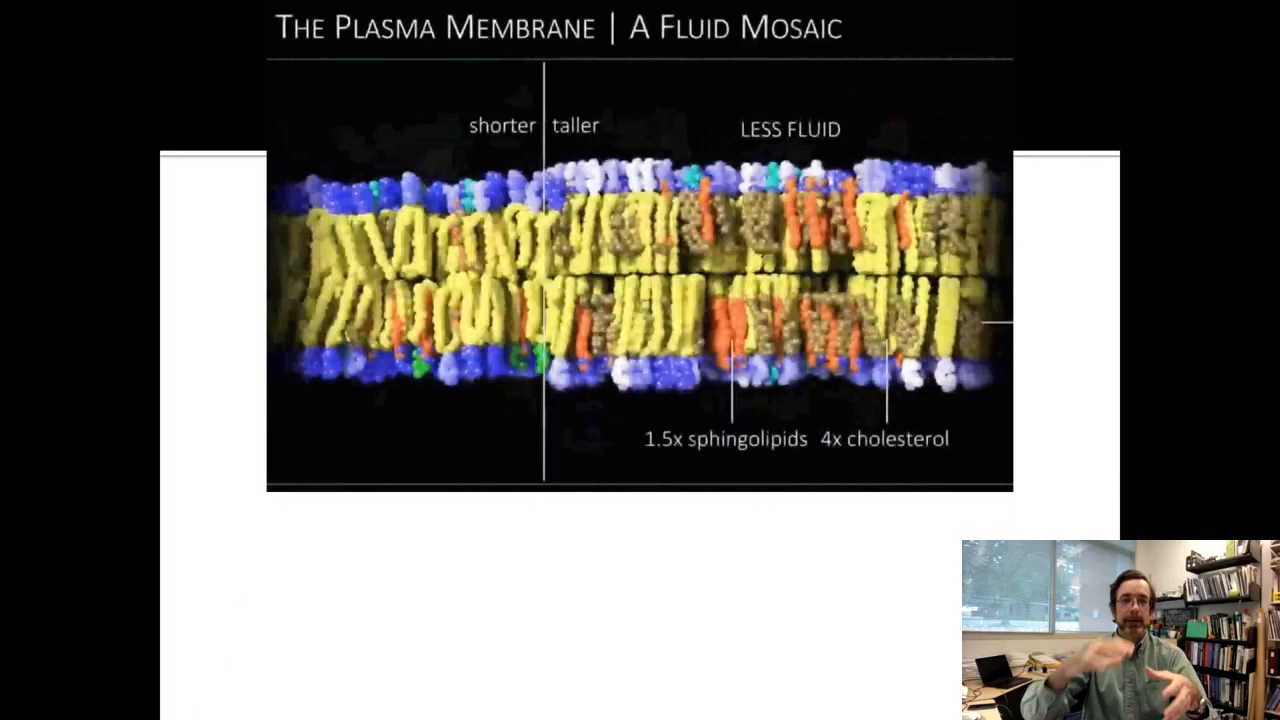 THE PLASMA MEMBRANE | A FLUID MOSAIC
shorter taller
LESS FLUID
1.5x sphingolipids 4x cholesterol